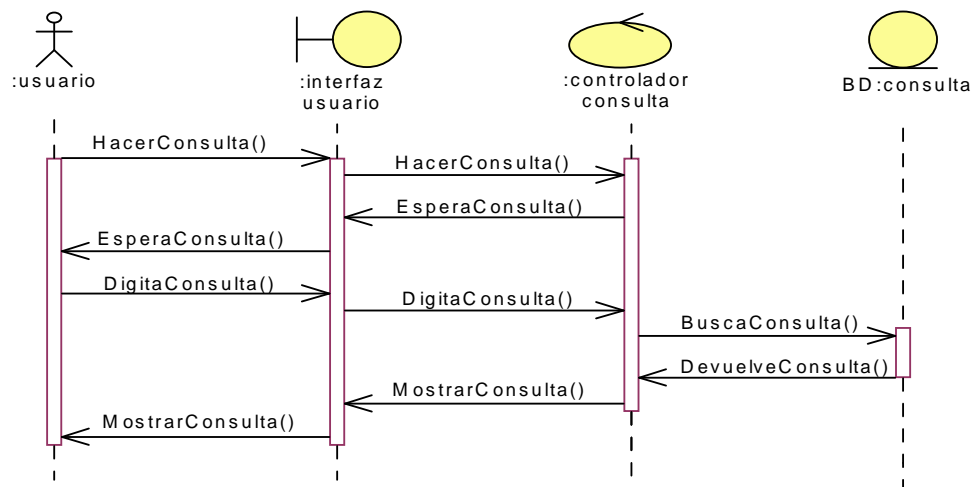 :usuario
:interfaz
usuario
:controlador
consulta
BD:consulta
HacerConsulta()
HacerConsulta()
EsperaConsulta()
EsperaConsulta()
DigitaConsulta()
DigitaConsulta()
BuscaConsulta()
DevuelveConsulta()
MostrarConsulta()
MostrarConsulta()